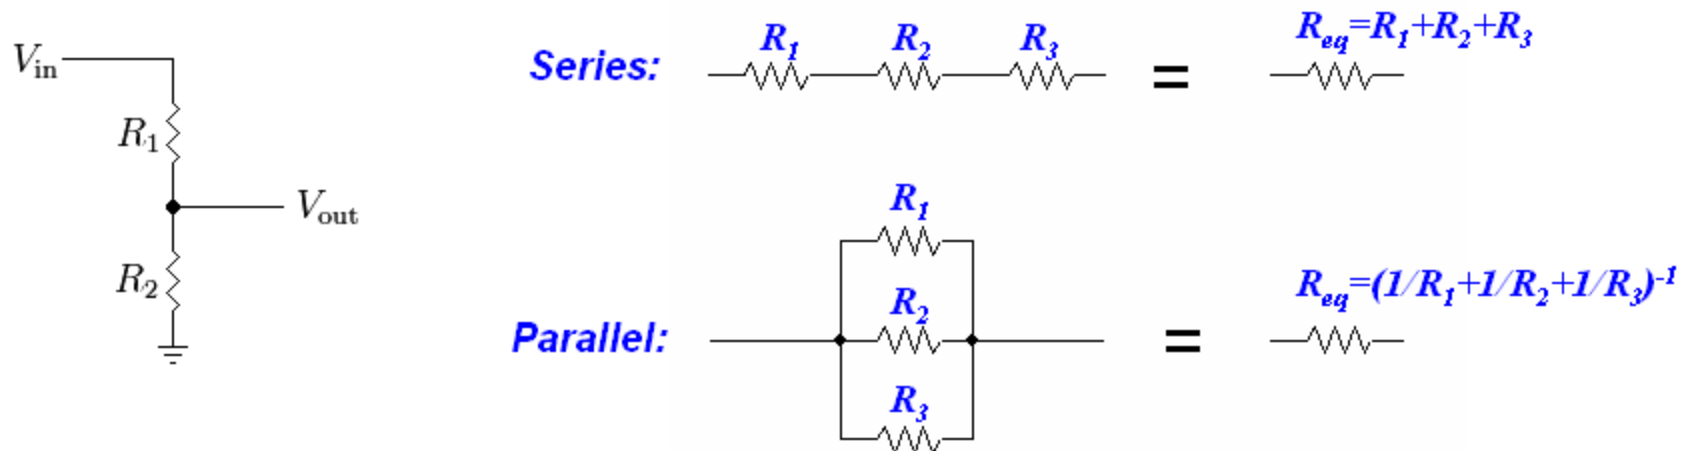 V_in
R_1
V_out
R_2
Series:
R_1 R_2 R_3
=
R_eq=R_1+R_2+R_3
Parallel:
R_1
R_2
R_3
=
R_eq=(1/R_1+1/R_2+1/R_3)^-1